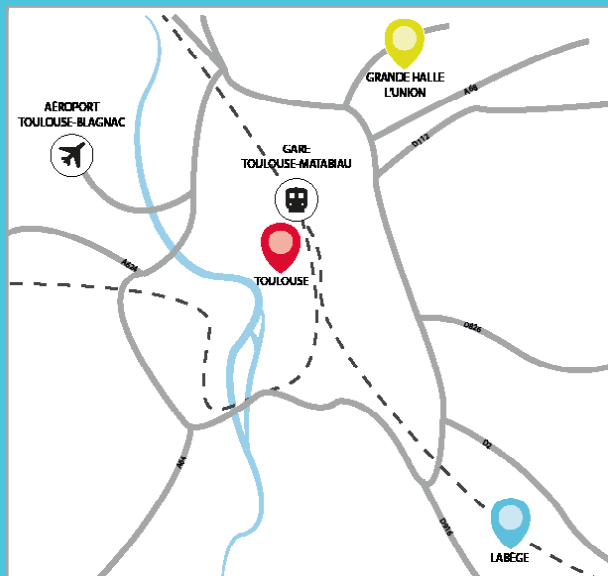 GRANDE HALLE
L'UNION
A68
AÉROPORT
TOULOUSE-BLAGNAC
D112
GARE
TOULOUSE-MATABIAU
TOULOUSE
A624
D826
A64
D2
D916
LABÈGE